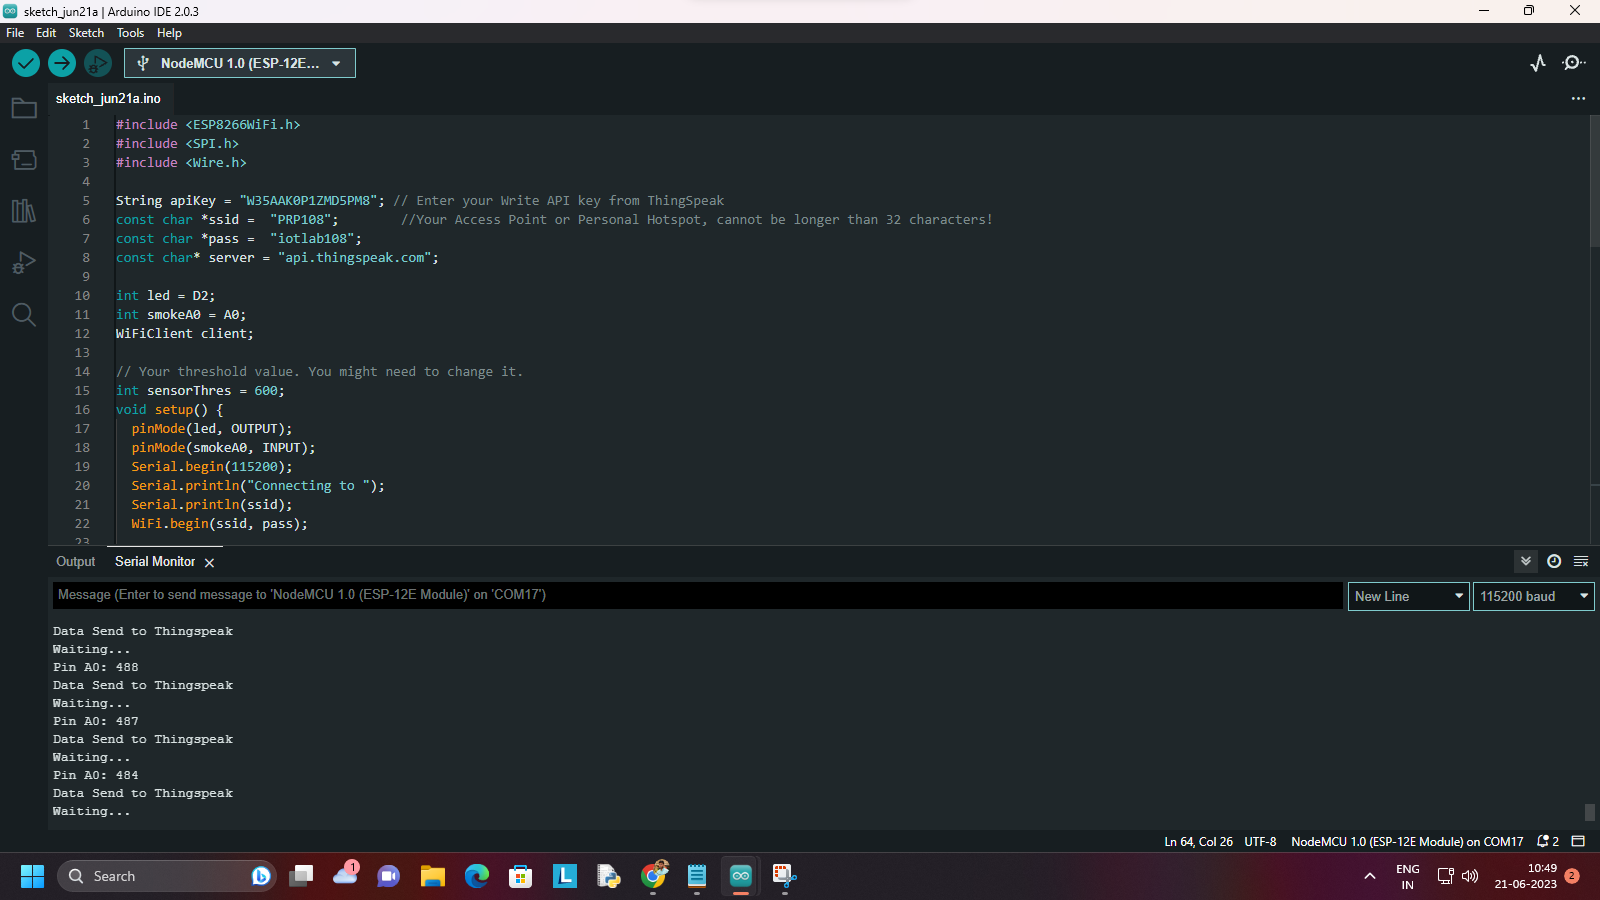 sketch_jun21a | Arduino IDE 2.0.3
File Edit Sketch Tools Help
NodeMCU 1.0 (ESP-12E...
sketch_jun21a.ino
1 #include <ESP8266WiFi.h>
2 #include <SPI.h>
3 #include <Wire.h>
4
5 String apiKey = "W35AAK0P1ZMD5PM8"; // Enter your Write API key from ThingSpeak
6 const char *ssid = "PRP108"; //Your Access Point or Personal Hotspot, cannot be longer than 32 characters!
7 const char *pass = "iotlab108";
8 const char* server = "api.thingspeak.com";
9
10 int led = D2;
11 int smokeA0 = A0;
12 WiFiClient client;
13
14 // Your threshold value. You might need to change it.
15 int sensorThres = 600;
16 void setup() {
17 pinMode(led, OUTPUT);
18 pinMode(smokeA0, INPUT);
19 Serial.begin(115200);
20 Serial.println("Connecting to ");
21 Serial.println(ssid);
22 WiFi.begin(ssid, pass);
23
Output Serial Monitor
Message (Enter to send message to 'NodeMCU 1.0 (ESP-12E Module)' on 'COM17')
New Line 115200 baud
Data Send to Thingspeak
Waiting...
Pin A0: 488
Data Send to Thingspeak
Waiting...
Pin A0: 487
Data Send to Thingspeak
Waiting...
Pin A0: 484
Data Send to Thingspeak
Waiting...
Ln 64, Col 26 UTF-8 NodeMCU 1.0 (ESP-12E Module) on COM17 2
Search
1
L
ENG
IN
10:49
21-06-2023
2